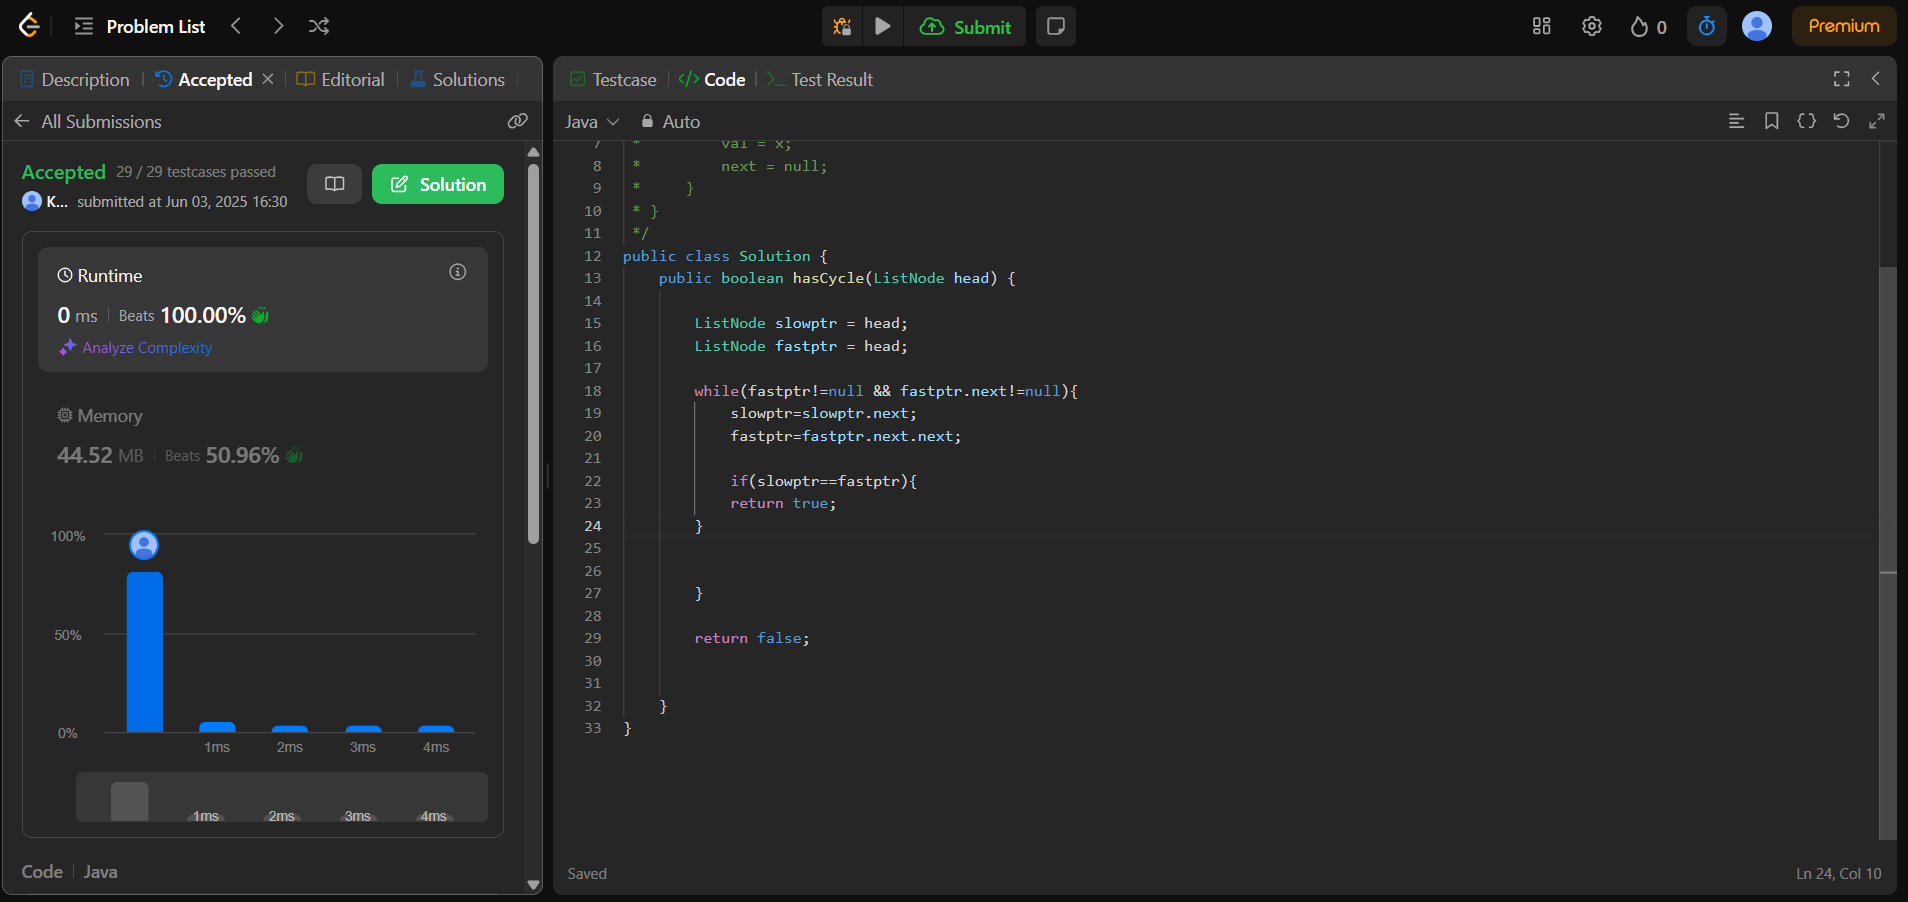 Problem List
Submit
0
Premium
Description
Accepted
Editorial
Solutions
All Submissions
Accepted 29 / 29 testcases passed
Solution
K... submitted at Jun 03, 2025 16:30
Runtime
0 ms Beats 100.00%
Analyze Complexity
Memory
44.52 MB Beats 50.96%
100%
50%
0%
1ms 2ms 3ms 4ms
1ms 2ms 3ms 4ms
Code Java
Testcase
</> Code
Test Result
Java
Auto
7 * val = x;
8 * next = null;
9 * }
10 * }
11 */
12 public class Solution {
13 public boolean hasCycle(ListNode head) {
14
15 ListNode slowptr = head;
16 ListNode fastptr = head;
17
18 while(fastptr!=null && fastptr.next!=null){
19 slowptr=slowptr.next;
20 fastptr=fastptr.next.next;
21
22 if(slowptr==fastptr){
23 return true;
24 }
25
26
27 }
28
29 return false;
30
31
32 }
33 }
Saved
Ln 24, Col 10